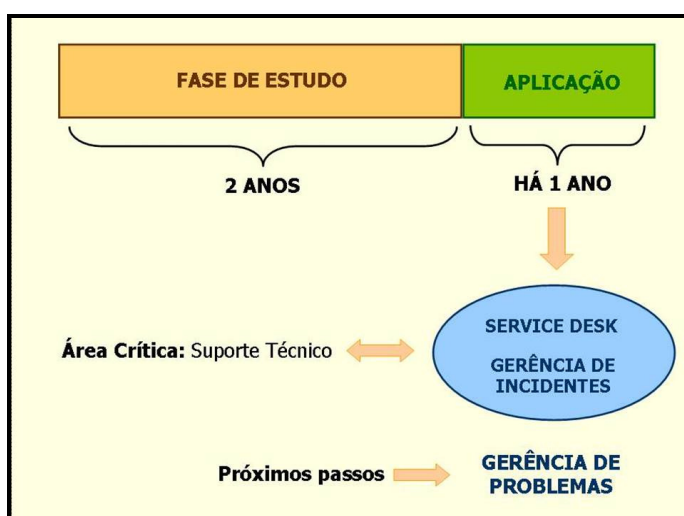 FASE DE ESTUDO
APLICAÇÃO
2 ANOS
HÁ 1 ANO
SERVICE DESK
Área Crítica: Suporte Técnico
GERÊNCIA DE
INCIDENTES
Próximos passos
GERÊNCIA DE
PROBLEMAS